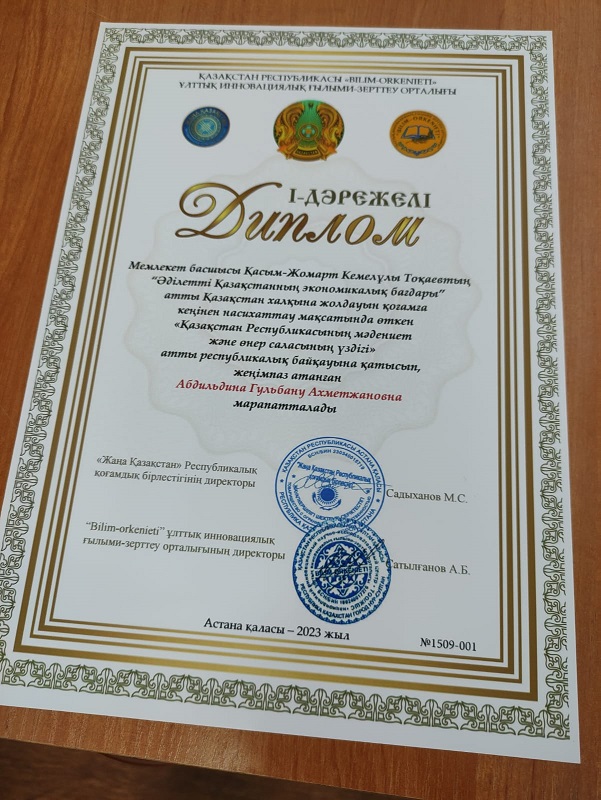 ҚАЗАҚСТАН РЕСПУБЛИКАСЫ «BILIM-ORKENIETI»
ҰЛТТЫҚ ИННОВАЦИЯЛЫҚ ҒЫЛЫМИ-ЗЕРТТЕУ ОРТАЛЫҒЫ
І-ДӘРЕЖЕЛІ
Диплом
Мемлекет басшысы Қасым-Жомарт Кемелұлы Тоқаевтың
"Әділетті Қазақстанның экономикалық бағдары"
атты Қазақстан халқына жолдауын қоғамға
кеңінен насихаттау мақсатында өткен
«Қазақстан Республикасының мәдениет
және өнер саласының үздігі»
атты республикалық байқауына қатысып,
жеңімпаз атанған
Абдильдина Гульбану Ахметжановна
марапатталады
«Жаңа Қазақстан» Республикалық
қоғамдық бірлестігінің директоры
Садыханов М.С.
"Bilim-orkenieti" ұлттық инновациялық
ғылыми-зерттеу орталығының директоры
Татылғанов А.Б.
Астана қаласы – 2023 жыл
№1509-001